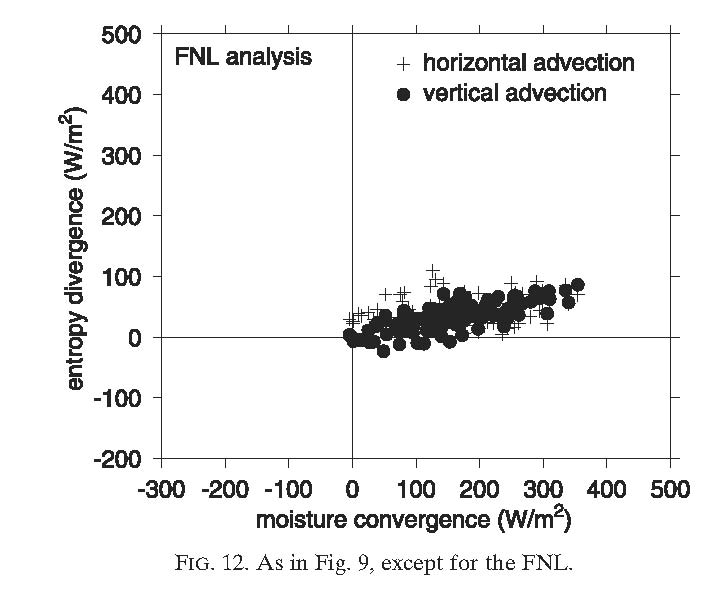 500
FNL analysis
+ horizontal advection
● vertical advection
400
300
200
100
0
-100
-200
entropy divergence (W/m²)
-300 -200 -100 0 100 200 300 400 500
moisture convergence (W/m²)
FIG. 12. As in Fig. 9, except for the FNL.